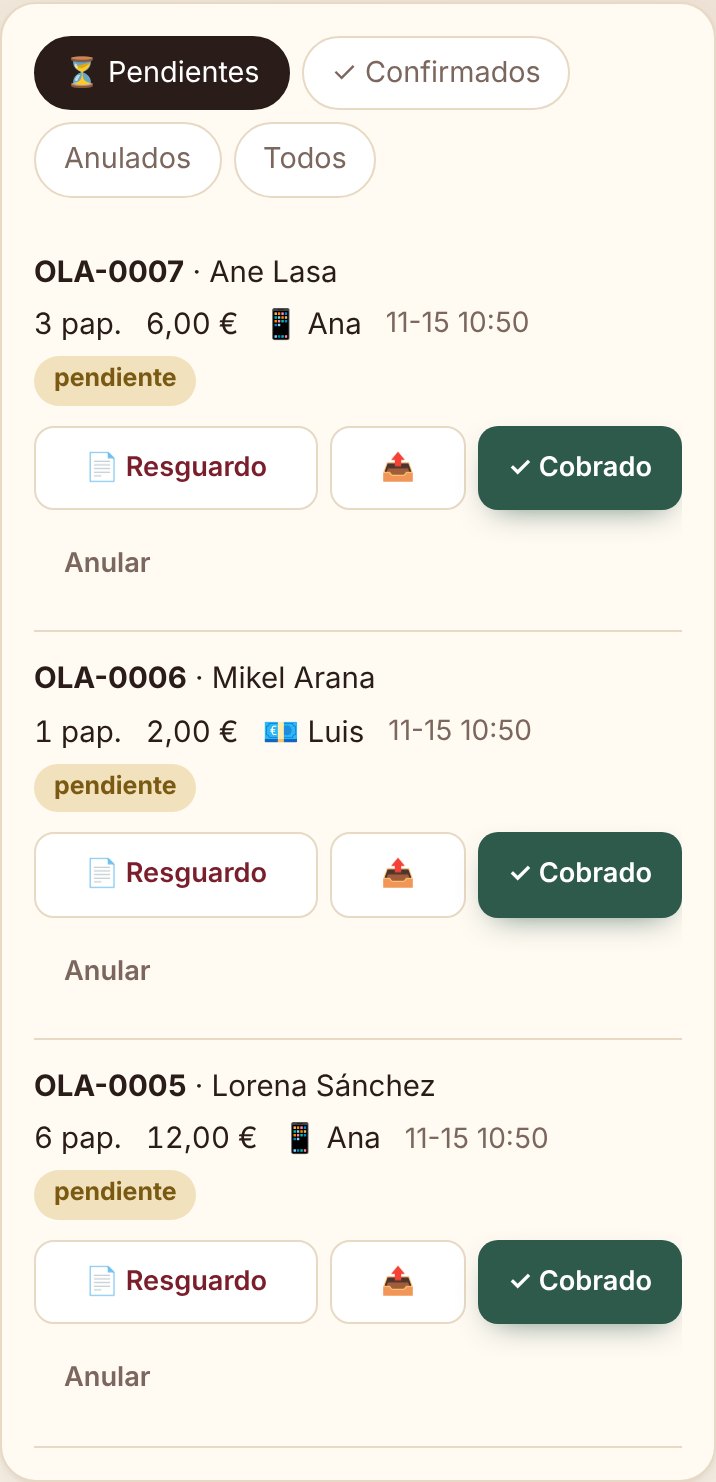 ⏳ Pendientes ✓ Confirmados
Anulados Todos
OLA-0007 · Ane Lasa
3 pap. 6,00 € 📱 Ana 11-15 10:50
pendiente
📄 Resguardo 📤 ✓ Cobrado
Anular
OLA-0006 · Mikel Arana
1 pap. 2,00 € 💶 Luis 11-15 10:50
pendiente
📄 Resguardo 📤 ✓ Cobrado
Anular
OLA-0005 · Lorena Sánchez
6 pap. 12,00 € 📱 Ana 11-15 10:50
pendiente
📄 Resguardo 📤 ✓ Cobrado
Anular